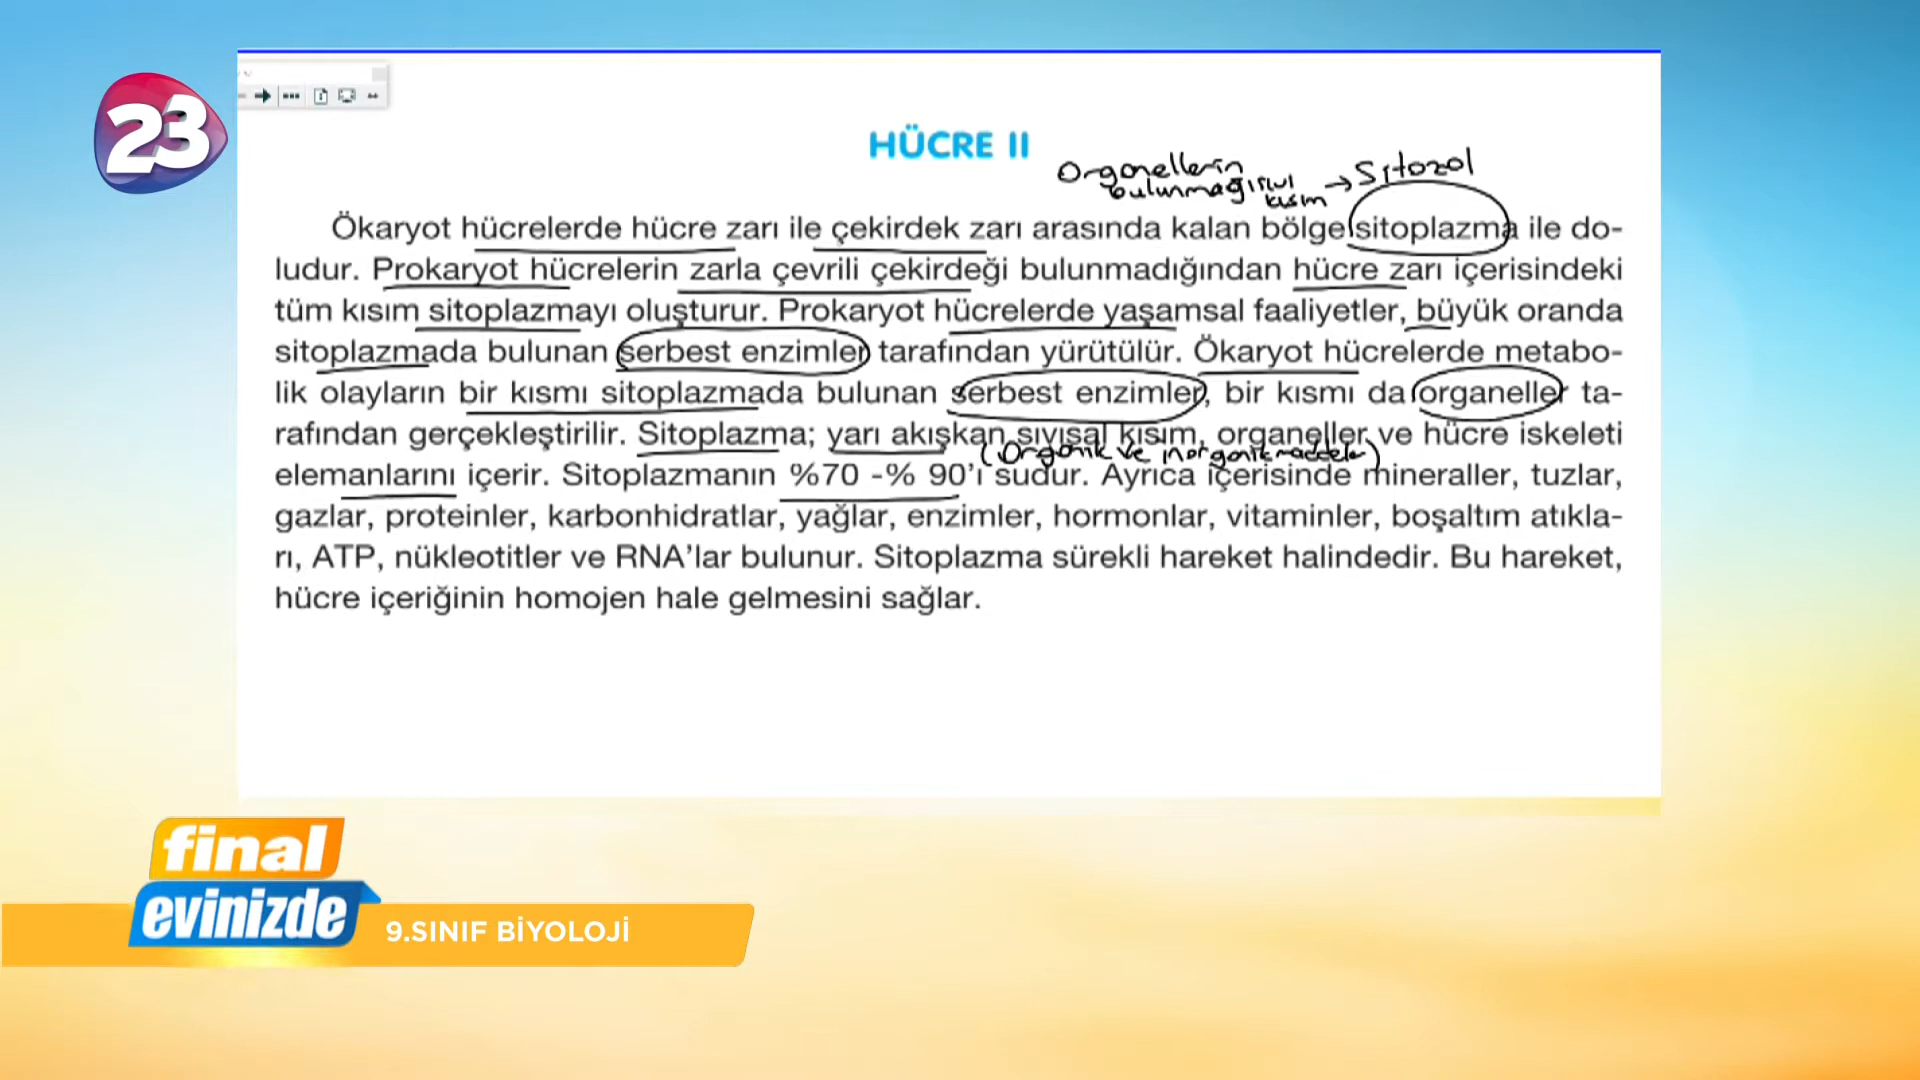 23
HÜCRE II
Organellerin
bulunmadığı sıvı
kısım → Sitozol
Ökaryot hücrelerde hücre zarı ile çekirdek zarı arasında kalan bölge sitoplazma ile do-
ludur. Prokaryot hücrelerin zarla çevrili çekirdeği bulunmadığından hücre zarı içerisindeki
tüm kısım sitoplazmayı oluşturur. Prokaryot hücrelerde yaşamsal faaliyetler, büyük oranda
sitoplazmada bulunan serbest enzimler tarafından yürütülür. Ökaryot hücrelerde metabo-
lik olayların bir kısmı sitoplazmada bulunan serbest enzimler, bir kısmı da organeller ta-
rafından gerçekleştirilir. Sitoplazma; yarı akışkan sıvısal kısım, organeller ve hücre iskeleti
(Organik ve inorganik maddeler)
elemanlarını içerir. Sitoplazmanın %70 -% 90’ı sudur. Ayrıca içerisinde mineraller, tuzlar,
gazlar, proteinler, karbonhidratlar, yağlar, enzimler, hormonlar, vitaminler, boşaltım atıkla-
rı, ATP, nükleotitler ve RNA’lar bulunur. Sitoplazma sürekli hareket halindedir. Bu hareket,
hücre içeriğinin homojen hale gelmesini sağlar.
final
evinizde
9.SINIF BİYOLOJİ